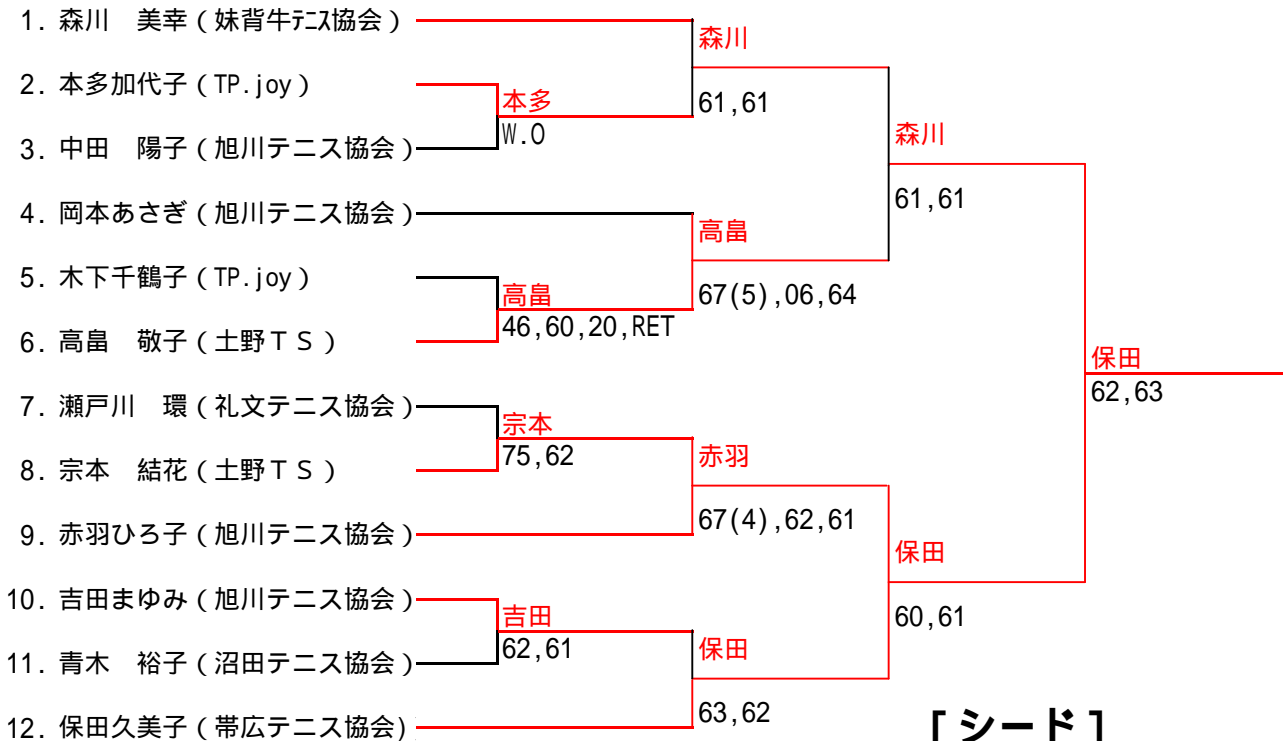 1. 森川　美幸 ( 妹背牛テニス協会 )
森川
2. 本多加代子 ( TP.joy )
本多
61,61
W.O
森川
3. 中田　陽子 ( 旭川テニス協会 )
61,61
4. 岡本あさぎ ( 旭川テニス協会 )
高畠
5. 木下千鶴子 ( TP.joy )
高畠
67(5),06,64
46,60,20,RET
6. 高畠　敬子 ( 土野ＴＳ )
保田
62,63
7. 瀬戸川　環 ( 礼文テニス協会 )
宗本
75,62
赤羽
8. 宗本　結花 ( 土野ＴＳ )
67(4),62,61
9. 赤羽ひろ子 ( 旭川テニス協会 )
保田
10. 吉田まゆみ ( 旭川テニス協会 )
吉田
60,61
62,61
保田
11. 青木　裕子 ( 沼田テニス協会 )
63,62
12. 保田久美子 ( 帯広テニス協会)
[ シード ]